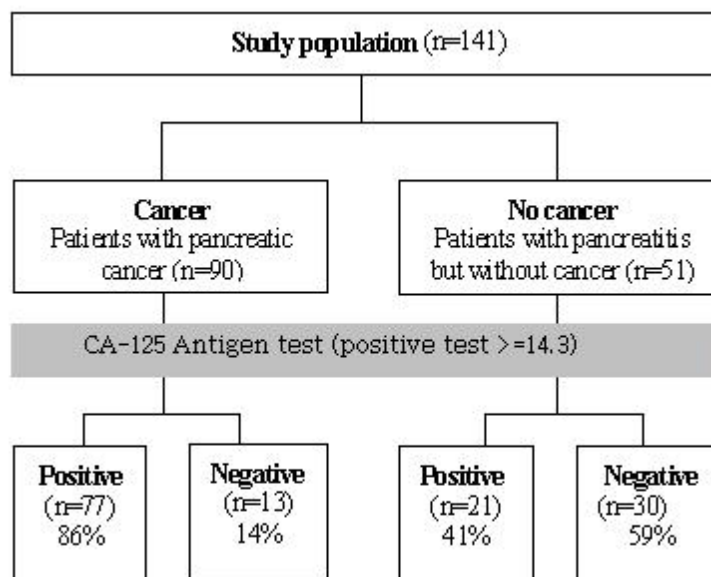 Study population (n=141)
Cancer
Patients with pancreatic
cancer (n=90)
No cancer
Patients with pancreatitis
but without cancer (n=51)
CA-125 Antigen test (positive test >=14.3)
Positive
(n=77)
86%
Negative
(n=13)
14%
Positive
(n=21)
41%
Negative
(n=30)
59%